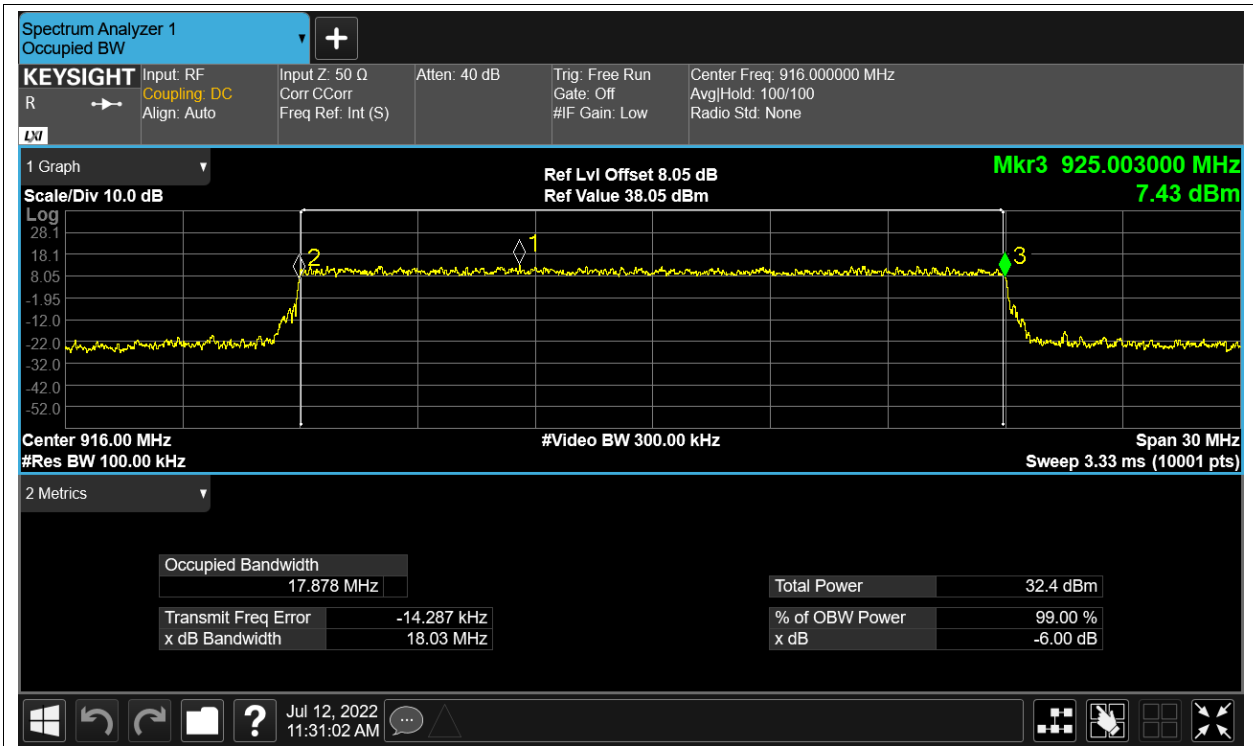 Spectrum Analyzer 1
Occupied BW
KEYSIGHT
R
LXI
Input: RF
Coupling: DC
Align: Auto
Input Z: 50 Ω
Corr CCorr
Freq Ref: Int (S)
Atten: 40 dB
Trig: Free Run
Gate: Off
#IF Gain: Low
Center Freq: 916.000000 MHz
Avg|Hold: 100/100
Radio Std: None
1 Graph
Ref Lvl Offset 8.05 dB
Mkr3 925.003000 MHz
Scale/Div 10.0 dB
Ref Value 38.05 dBm
7.43 dBm
Log
28.1
18.1
8.05
-1.95
-12.0
-22.0
-32.0
-42.0
-52.0
2
1
3
Center 916.00 MHz
#Video BW 300.00 kHz
Span 30 MHz
#Res BW 100.00 kHz
Sweep 3.33 ms (10001 pts)
2 Metrics
Occupied Bandwidth
17.878 MHz
Total Power 32.4 dBm
Transmit Freq Error -14.287 kHz
% of OBW Power 99.00 %
x dB Bandwidth 18.03 MHz
x dB -6.00 dB
?
Jul 12, 2022
11:31:02 AM